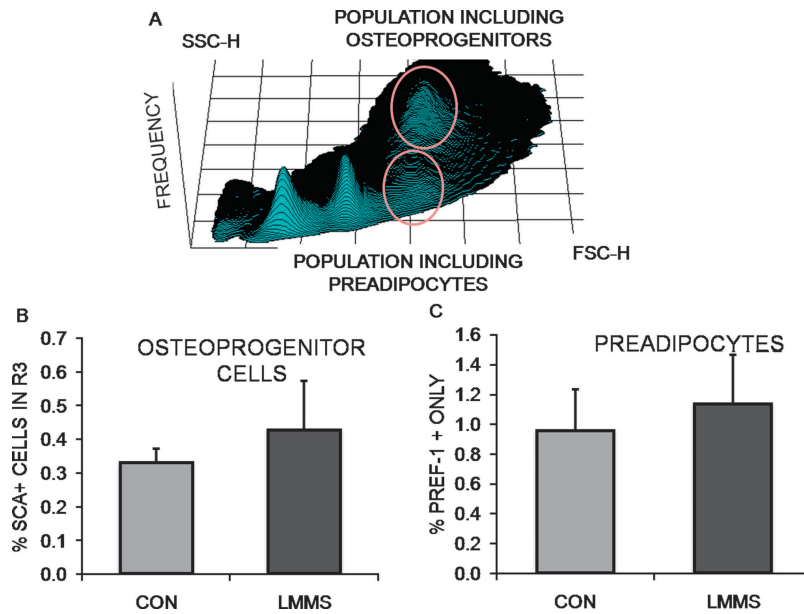 A
POPULATION INCLUDING
OSTEOPROGENITORS
SSC-H
FREQUENCY
FSC-H
POPULATION INCLUDING
PREADIPOCYTES
B
OSTEOPROGENITOR
CELLS
% SCA+ CELLS IN R3
0.7
0.6
0.5
0.4
0.3
0.2
0.1
0.0
CON
LMMS
C
PREADIPOCYTES
% PREF-1 + ONLY
1.6
1.4
1.2
1.0
0.8
0.6
0.4
0.2
0.0
CON
LMMS